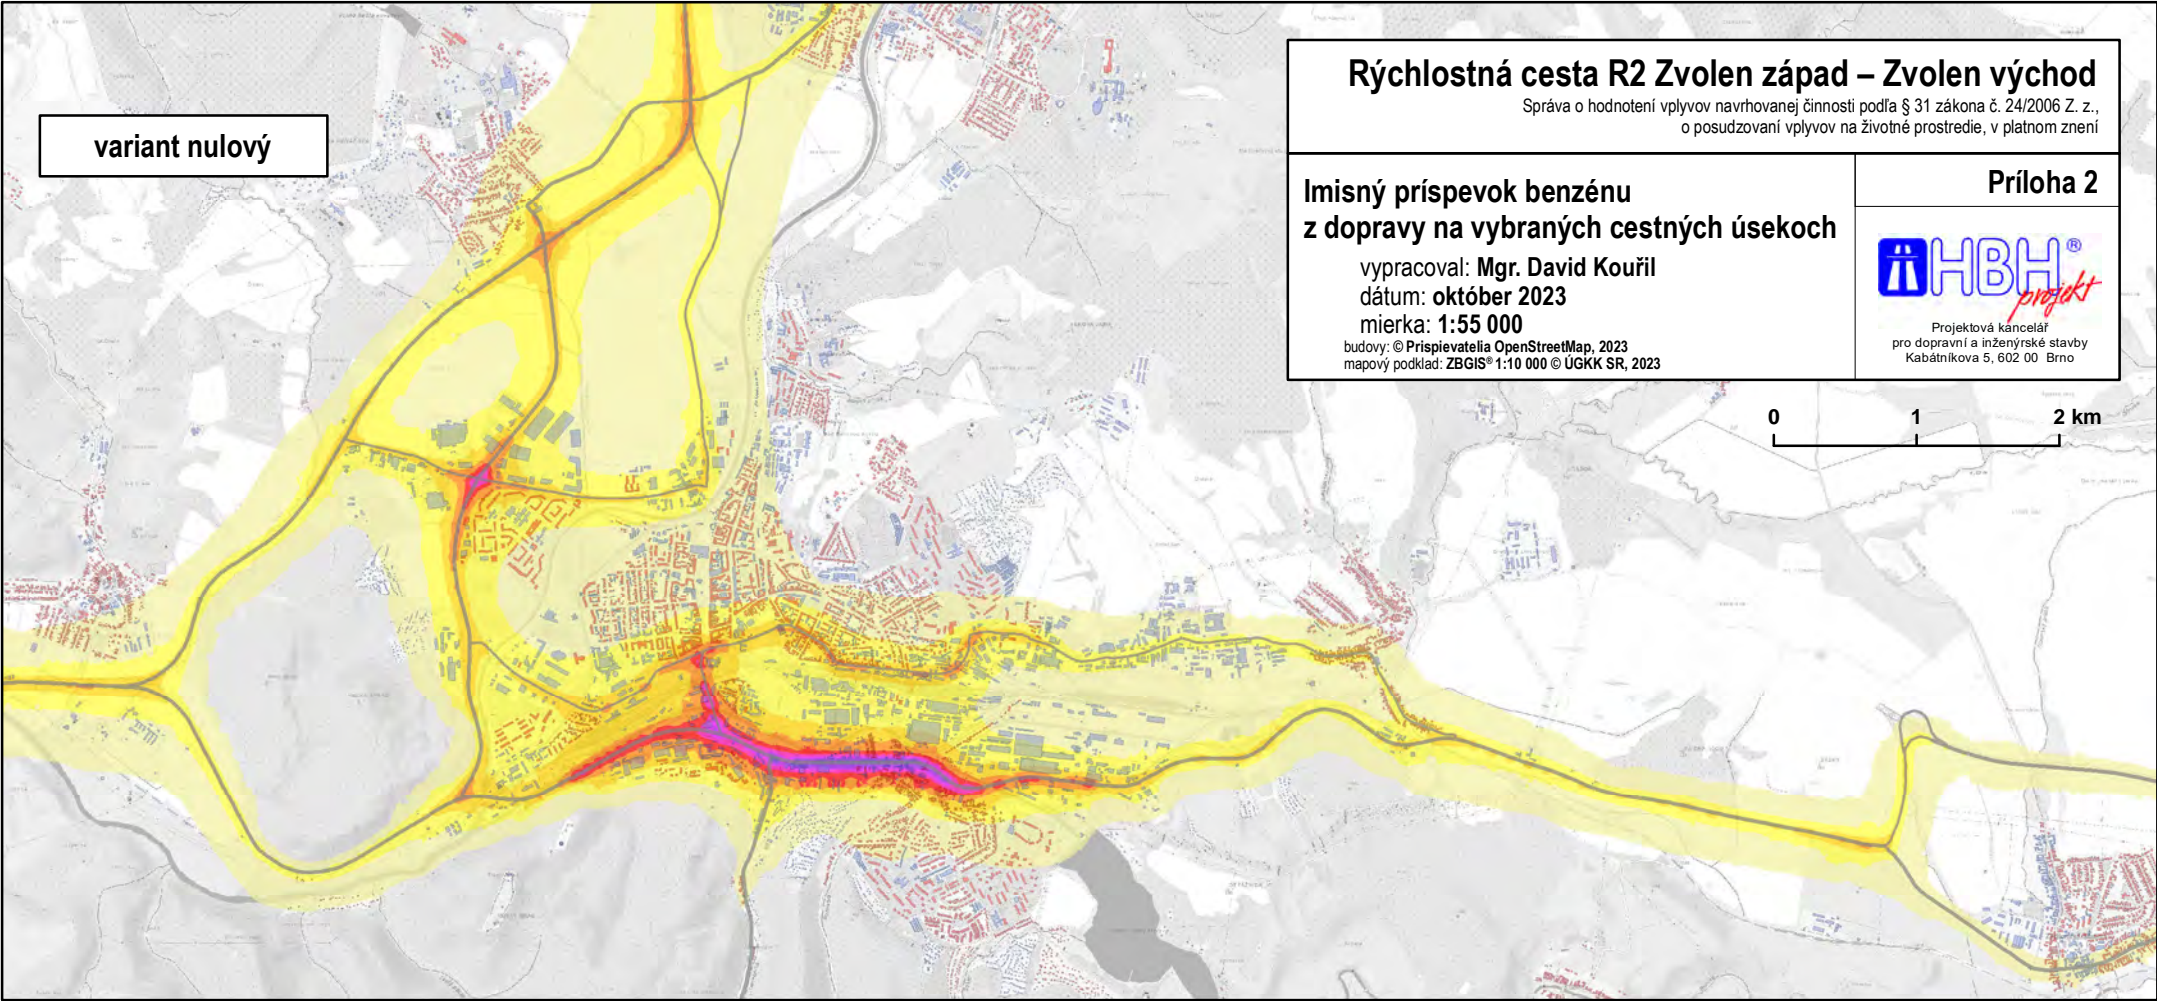 variant nulový
Rýchlostná cesta R2 Zvolen západ – Zvolen východ
Správa o hodnotení vplyvov navrhovanej činnosti podľa § 31 zákona č. 24/2006 Z. z.,
o posudzovaní vplyvov na životné prostredie, v platnom znení
Imisný príspevok benzénu
z dopravy na vybraných cestných úsekoch
vypracoval: Mgr. David Kouřil
dátum: október 2023
mierka: 1:55 000
budovy: © Prispievatelia OpenStreetMap, 2023
mapový podklad: ZBGIS® 1:10 000 © ÚGKK SR, 2023
Príloha 2
HBH®
projekt
Projektová kancelář
pro dopravní a inženýrské stavby
Kabátníkova 5, 602 00 Brno
0 1 2 km